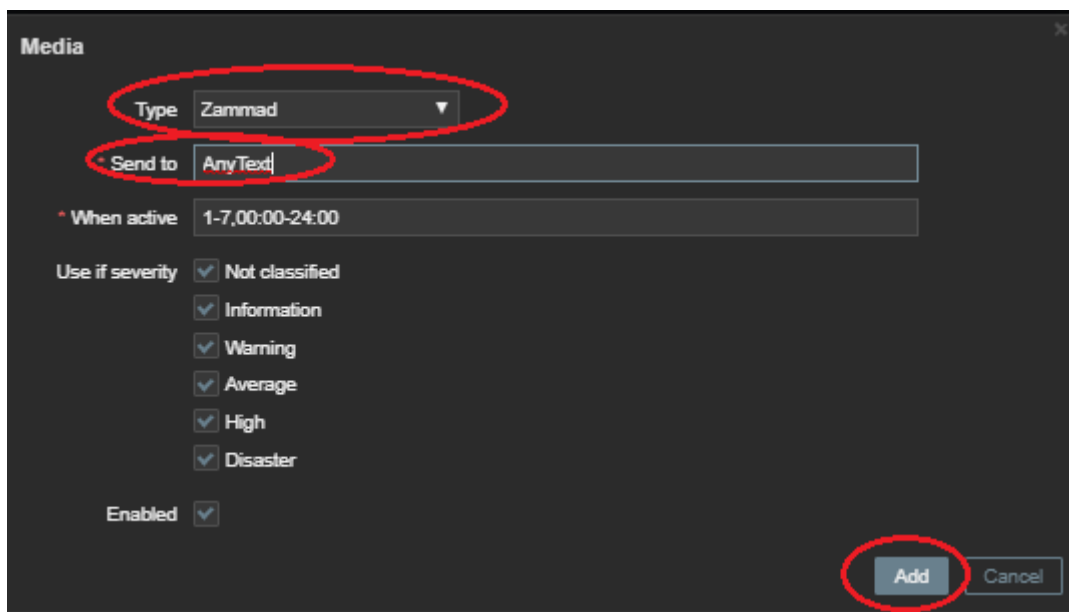 Media
Type Zammad
* Send to AnyText
* When active 1-7,00:00-24:00
Use if severity Not classified
Information
Warning
Average
High
Disaster
Enabled
Add Cancel